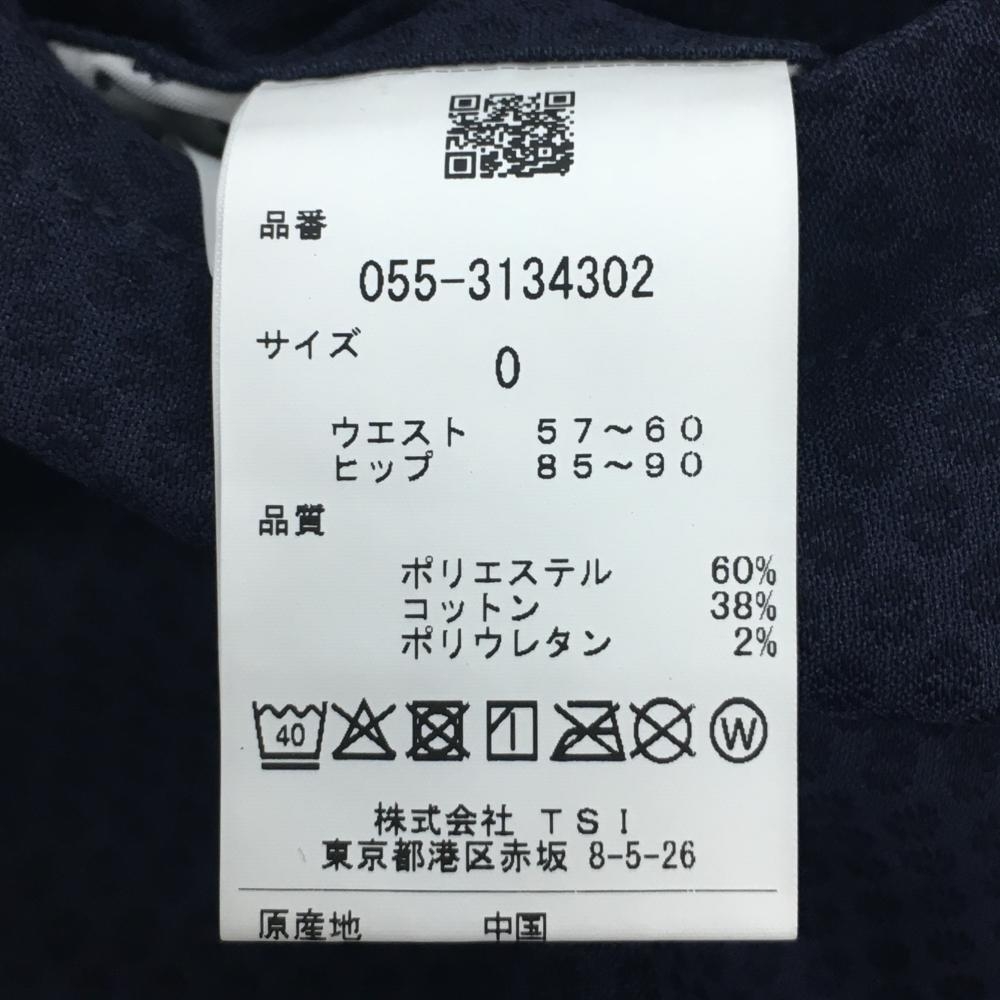 品番
055-3134302
サイズ
0
ウエスト 57~60
ヒップ 85~90
品質
ポリエステル 60%
コットン 38%
ポリウレタン 2%
40
W
株式会社 TSI
東京都港区赤坂 8-5-26
原産地 中国